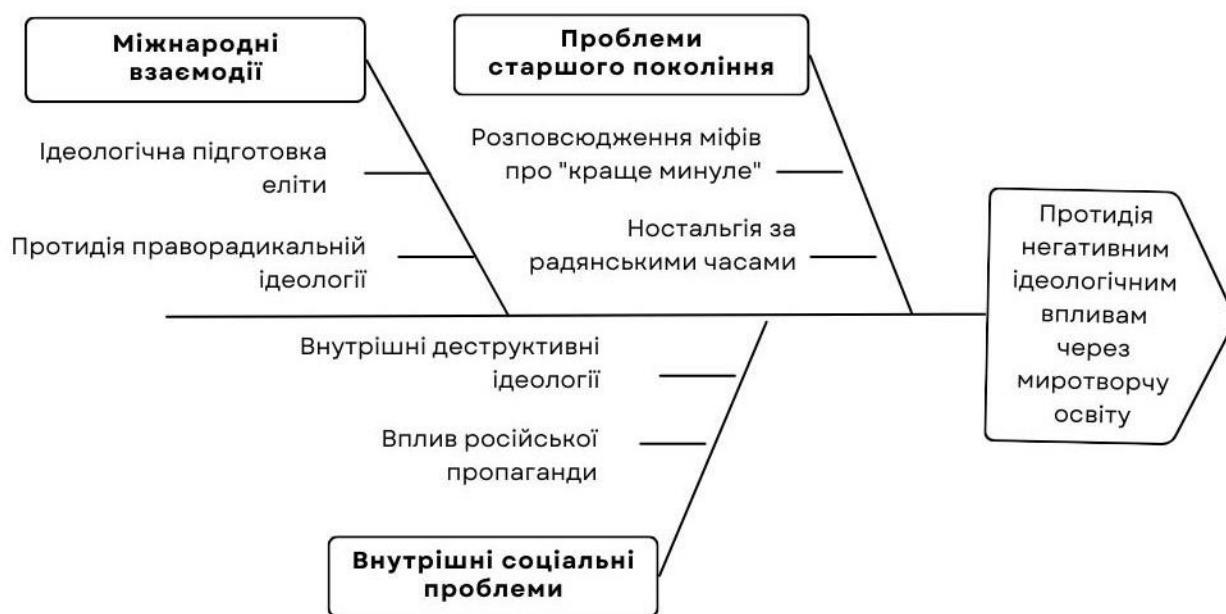 Міжнародні
взаємодії
Ідеологічна підготовка
еліти
Протидія праворадикальній
ідеології
Проблеми
старшого покоління
Розповсюдження міфів
про "краще минуле"
Ностальгія за
радянськими часами
Внутрішні деструктивні
ідеології
Вплив російської
пропаганди
Внутрішні соціальні
проблеми
Протидія
негативним
ідеологічним
впливам
через
миротворчу
освіту